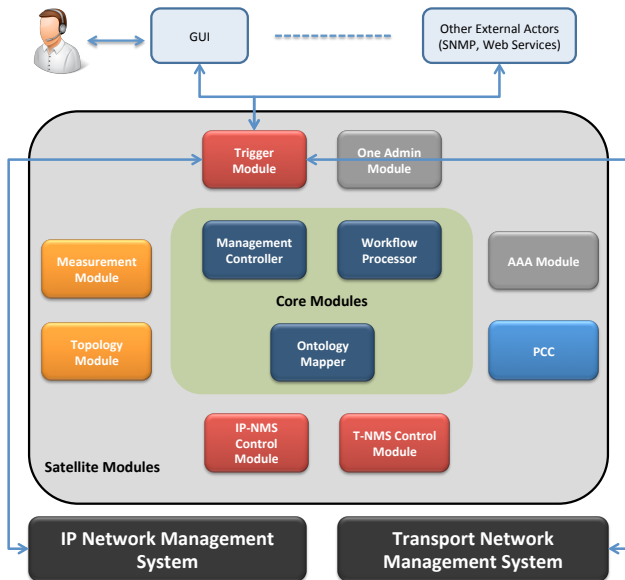 GUI
Other External Actors
(SNMP, Web Services)
Trigger
Module
One Admin
Module
Management
Controller
Workflow
Processor
Measurement
Module
AAA Module
Core Modules
Topology
Module
Ontology
Mapper
PCC
IP-NMS
Control
Module
T-NMS Control
Module
Satellite Modules
IP Network Management
System
Transport Network
Management System